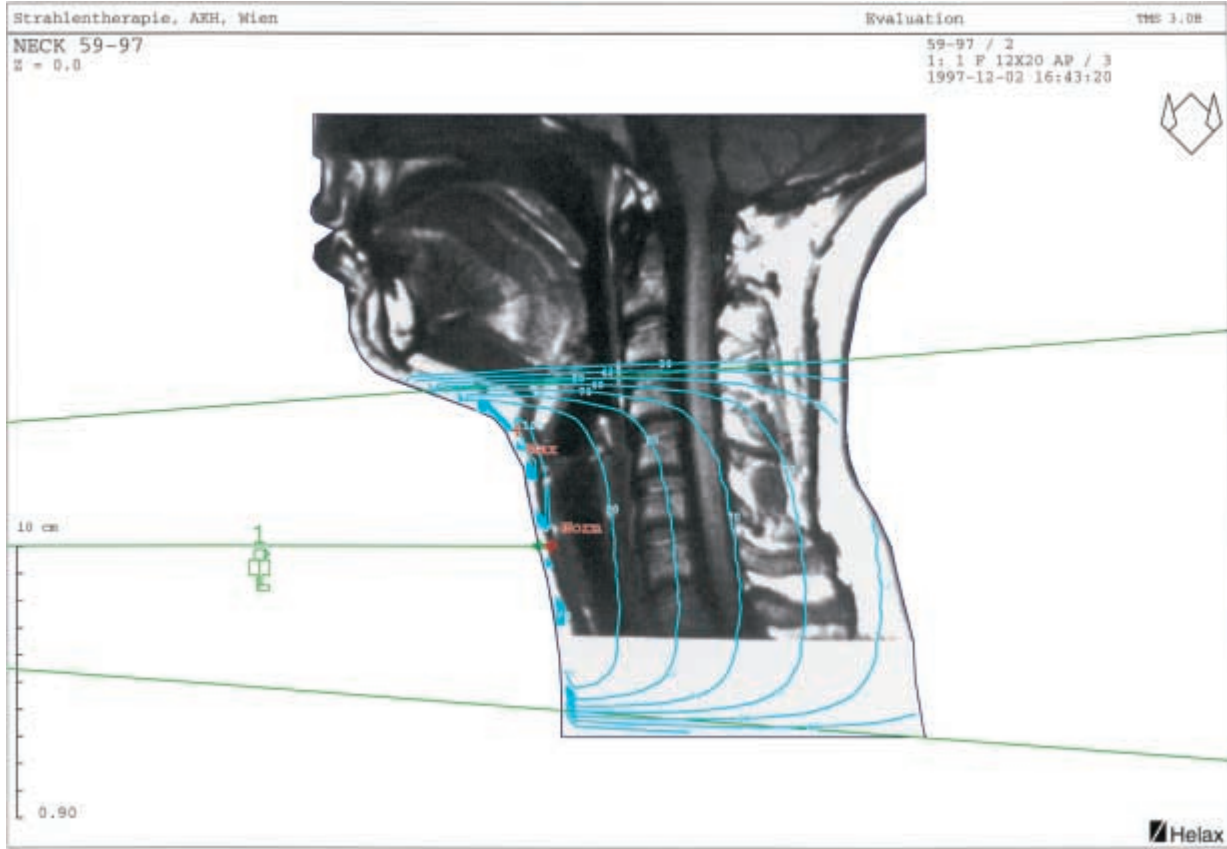 Strahlentherapie, AKH, Wien
Evaluation
TMS 3.0B
NECK 59-97
Z = 0.0
59-97 / 2
1: 1 F 12X20 AP / 3
1997-12-02 16:43:20
Max
Norm
10 cm
1
0.90
Helax